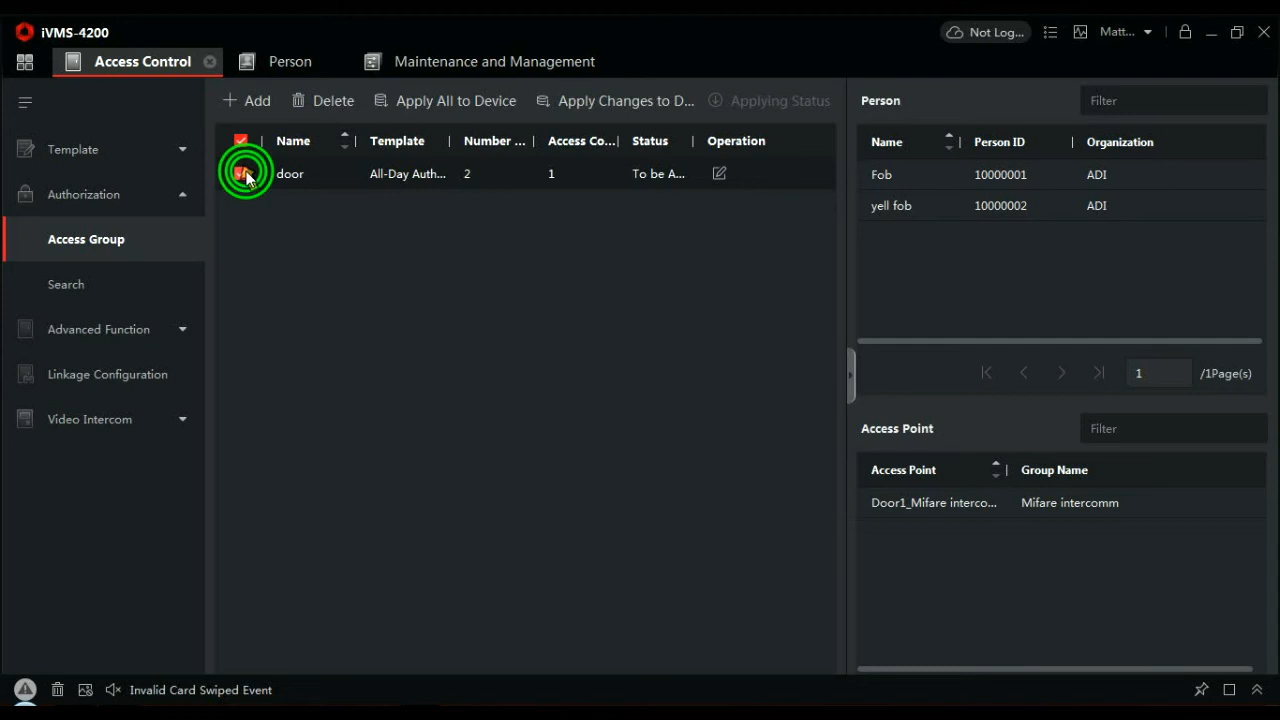 iVMS-4200
Not Log...
Matt...
Access Control
Person
Maintenance and Management
Template
Authorization
Access Group
Search
Advanced Function
Linkage Configuration
Video Intercom
Add
Delete
Apply All to Device
Apply Changes to D...
Applying Status
Name Template Number ... Access Co... Status Operation
door All-Day Auth... 2 1 To be A...
Person
Filter
Name Person ID Organization
Fob 10000001 ADI
yell fob 10000002 ADI
1 /1Page(s)
Access Point
Filter
Access Point Group Name
Door1_Mifare interco... Mifare intercomm
Invalid Card Swiped Event